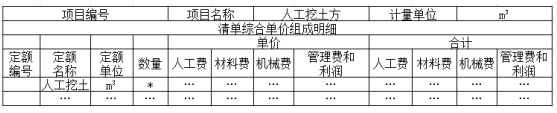 项目编号 项目名称 人工挖土方 计量单位 m³
清单综合单价组成明细
单价 合计
定额编号 定额名称 定额单位 数量 人工费 材料费 机械费 管理费和利润 人工费 材料费 机械费 管理费和利润
人工挖土 m³ * … … … … … … … …
… … … … … … … … … … …